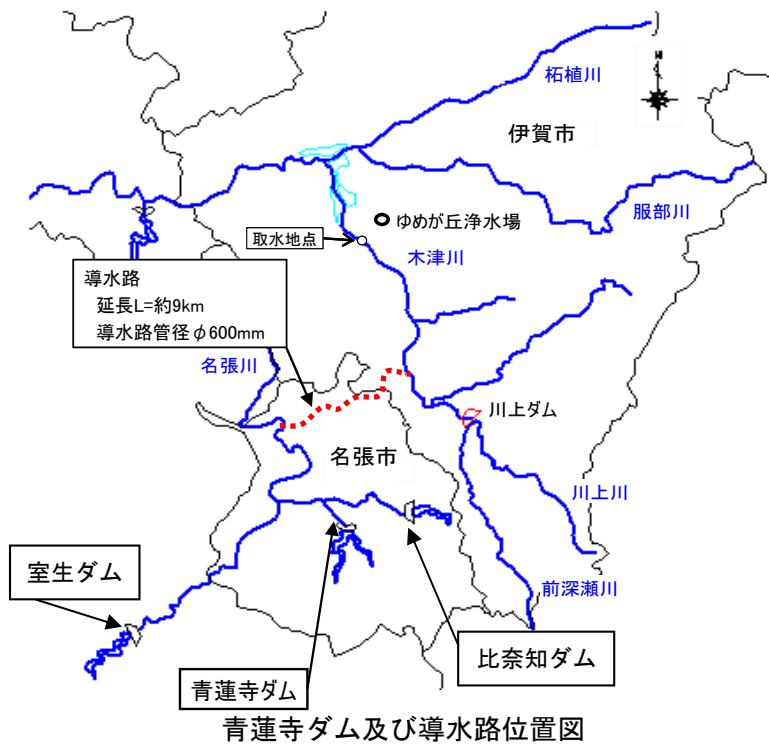 柘植川
N
伊賀市
服部川
ゆめが丘浄水場
取水地点
木津川
導水路
延長L=約9km
導水路管径φ600mm
名張川
川上ダム
名張市
川上川
室生ダム
前深瀬川
比奈知ダム
青蓮寺ダム
青蓮寺ダム及び導水路位置図